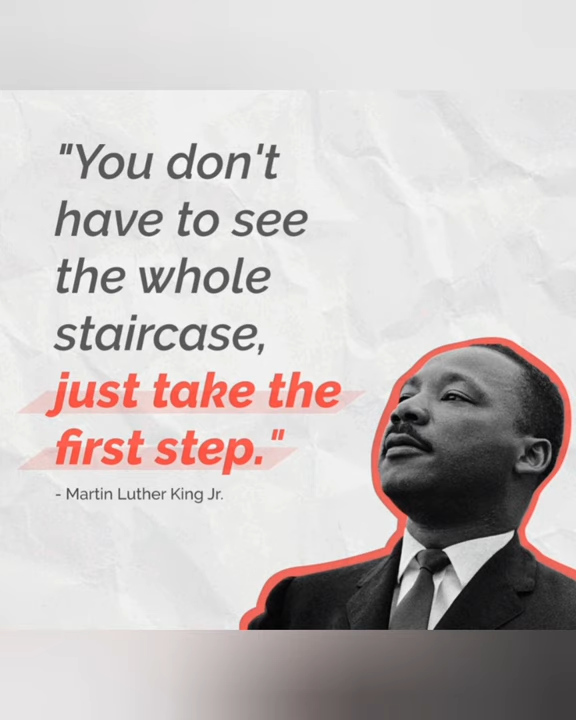 "You don't
have to see
the whole
staircase,
just take the
first step."
- Martin Luther King Jr.